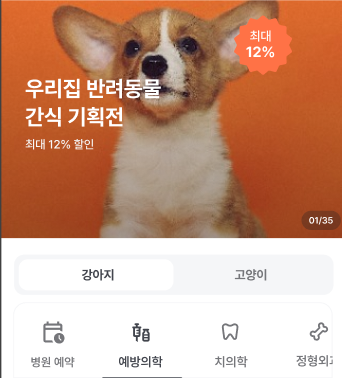 최대
12%
우리집 반려동물
간식 기획전
최대 12% 할인
01/35
강아지
고양이
병원 예약
예방의학
치의학
정형외